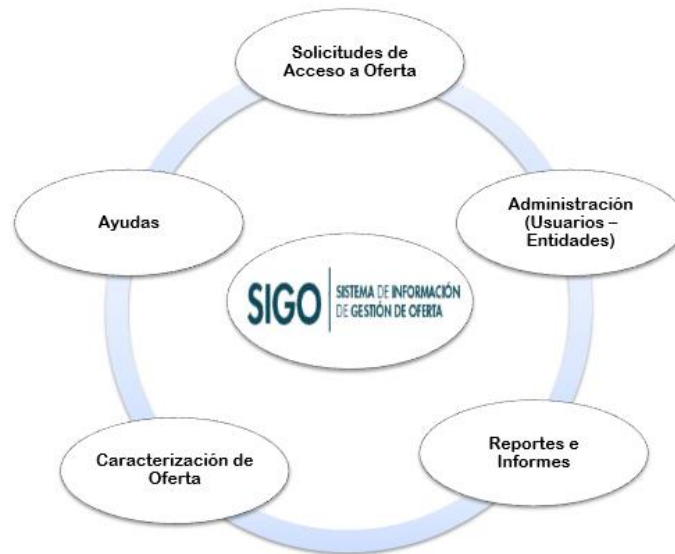 Solicitudes de
Acceso a Oferta
Ayudas
Administración
(Usuarios –
Entidades)
SIGO
SISTEMA DE INFORMACIÓN
DE GESTIÓN DE OFERTA
Caracterización de
Oferta
Reportes e
Informes